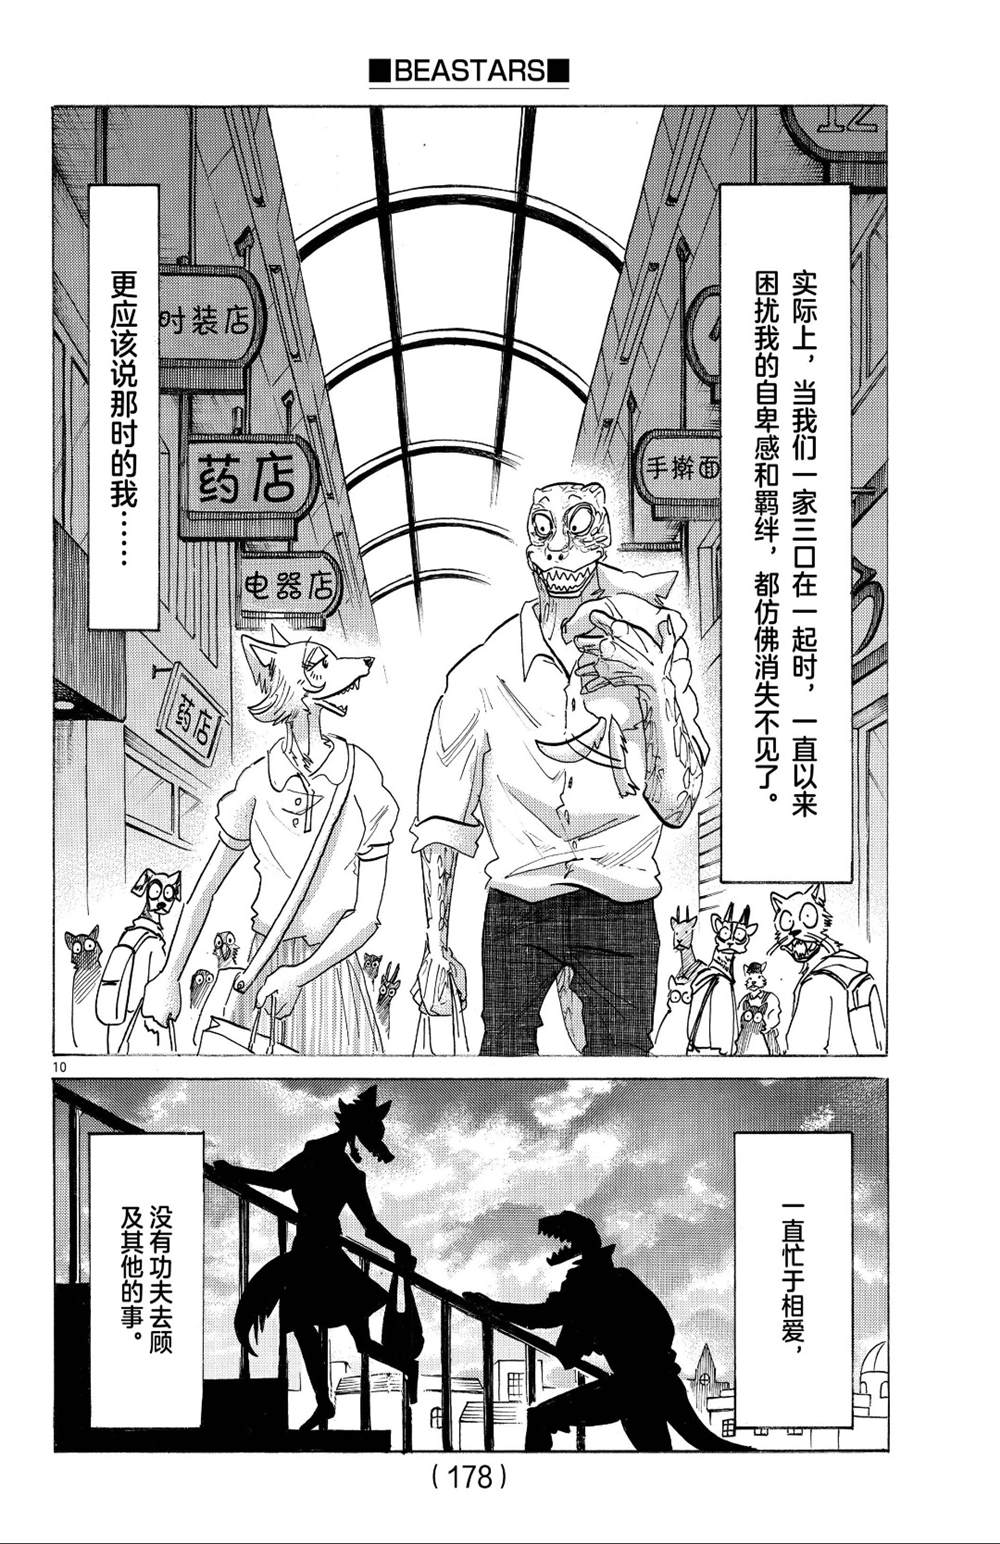 ■BEASTARS■
实际上，当我们一家三口在一起时，一直以来
困扰我的自卑感和羁绊，都仿佛消失不见了。
12
手擀面
时装店
药店
电器店
药店
更应该说那时的我……
10
一直忙于相爱，
没有功夫去顾
及其他的事。
（178）